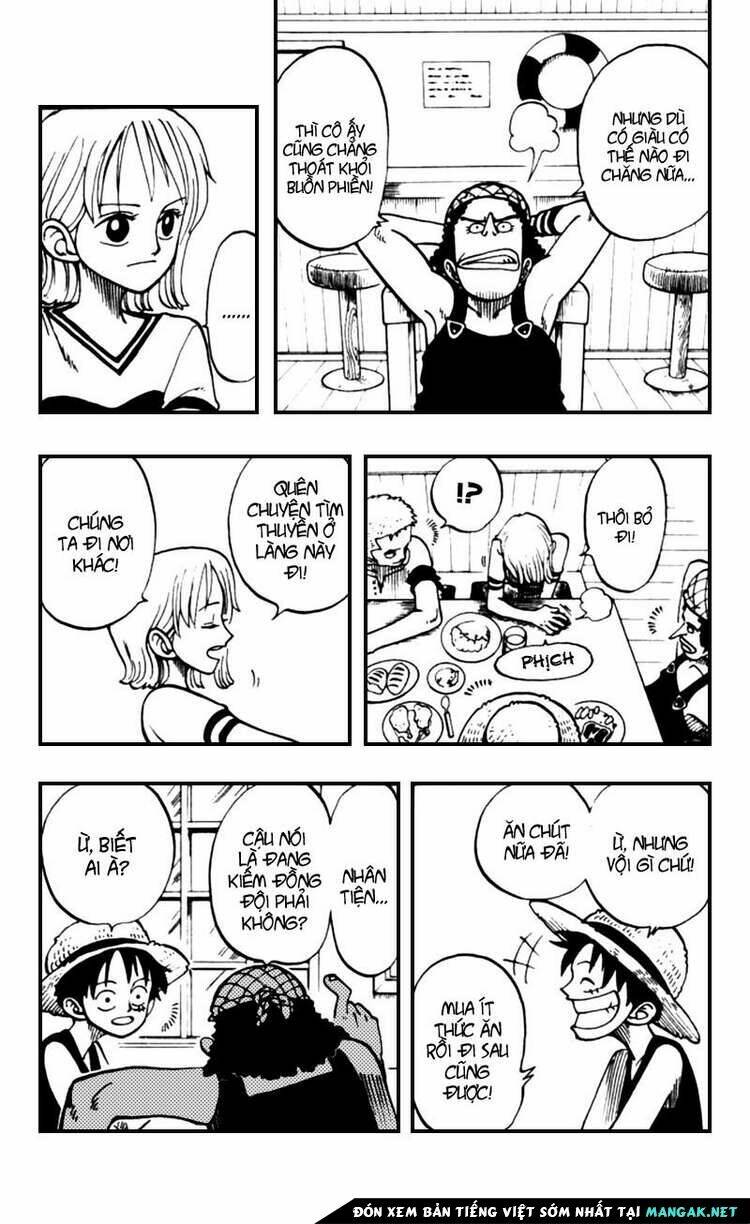 NHƯNG DÙ
CÓ GIÀU CÓ
THẾ NÀO ĐI
CHĂNG NỮA...
THÌ CÔ ẤY
CŨNG CHẲNG
THOÁT KHỎI
BUỒN PHIỀN!
.......
THÔI BỎ
ĐI!
!?
PHỊCH
QUÊN
CHUYỆN TÌM
THUYỀN Ở
LÀNG NÀY
ĐI!
CHÚNG
TA ĐI NƠI
KHÁC!
Ừ, NHƯNG
VỘI GÌ CHỨ!
ĂN CHÚT
NỮA ĐÃ!
MUA ÍT
THỨC ĂN
RỒI ĐI SAU
CŨNG
ĐƯỢC!
NHÂN
TIỆN...
CẬU NÓI
LÀ ĐANG
KIẾM ĐỒNG
ĐỘI PHẢI
KHÔNG?
Ừ, BIẾT
AI À?
ĐÓN XEM BẢN TIẾNG VIỆT SỚM NHẤT TẠI MANGAK.NET